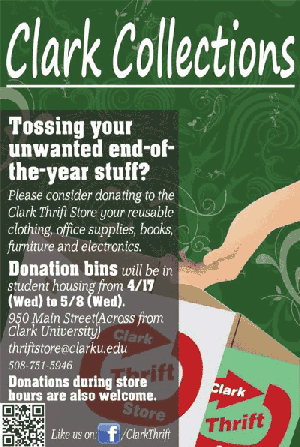 Clark Collections
Tossing your
unwanted end-of-
the-year stuff?
Please consider donating to the
Clark Thrift Store your reusable
clothing, office supplies, books,
furniture and electronics.
Donation bins will be in
student housing from 4/17
(Wed) to 5/8 (Wed).
950 Main Street(Across from
Clark University)
thriftstore@clarku.edu
508-751-5946
Donations during store
hours are also welcome.
Like us on: f /ClarkThrift
Clark
Thrift
Store
Clark
Thrift